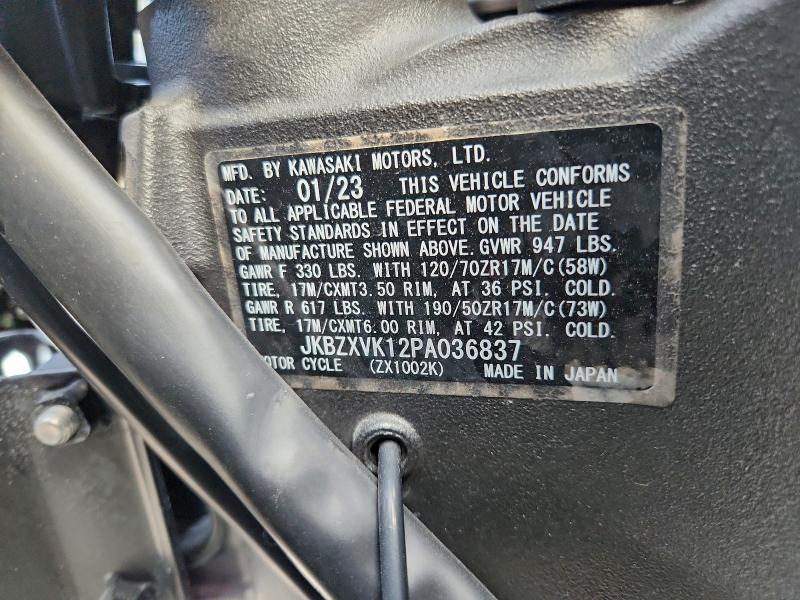 MFD. BY KAWASAKI MOTORS, LTD.
DATE: 01/23 THIS VEHICLE CONFORMS
TO ALL APPLICABLE FEDERAL MOTOR VEHICLE
SAFETY STANDARDS IN EFFECT ON THE DATE
OF MANUFACTURE SHOWN ABOVE. GVWR 947 LBS.
GAWR F 330 LBS. WITH 120/70ZR17M/C(58W)
TIRE, 17M/CXMT3.50 RIM, AT 36 PSI. COLD.
GAWR R 617 LBS. WITH 190/50ZR17M/C(73W)
TIRE, 17M/CXMT6.00 RIM, AT 42 PSI. COLD.
JKBZXVK12PA036837
OTOR CYCLE (ZX1002K) MADE IN JAPAN